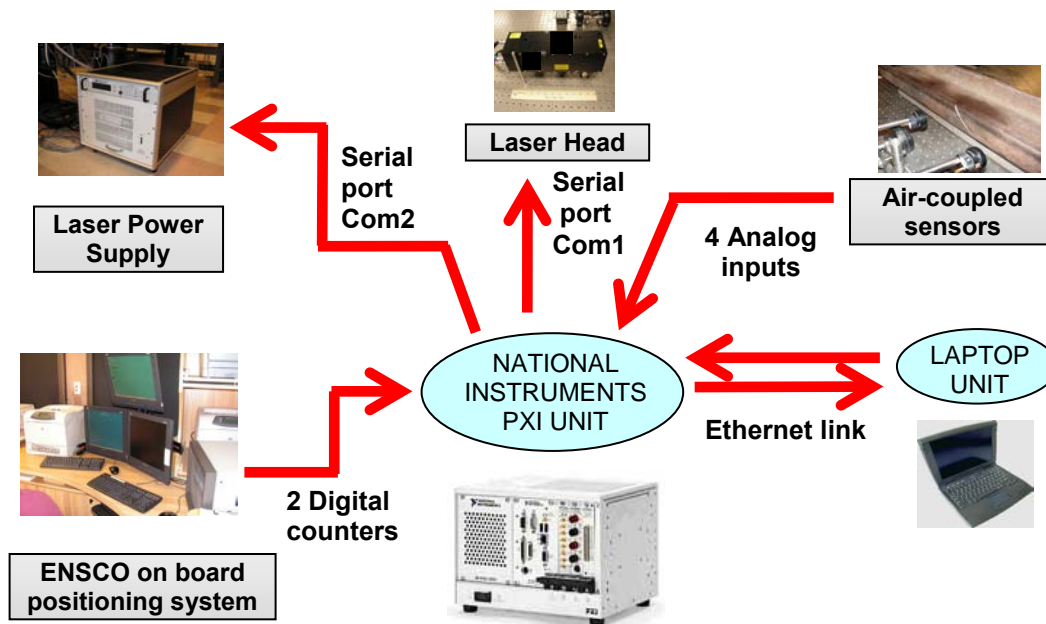 Laser Power
Supply
Serial
port
Com2
Laser Head
Serial
port
Com1
Air-coupled
sensors
4 Analog
inputs
NATIONAL
INSTRUMENTS
PXI UNIT
LAPTOP
UNIT
Ethernet link
2 Digital
counters
ENSCO on board
positioning system